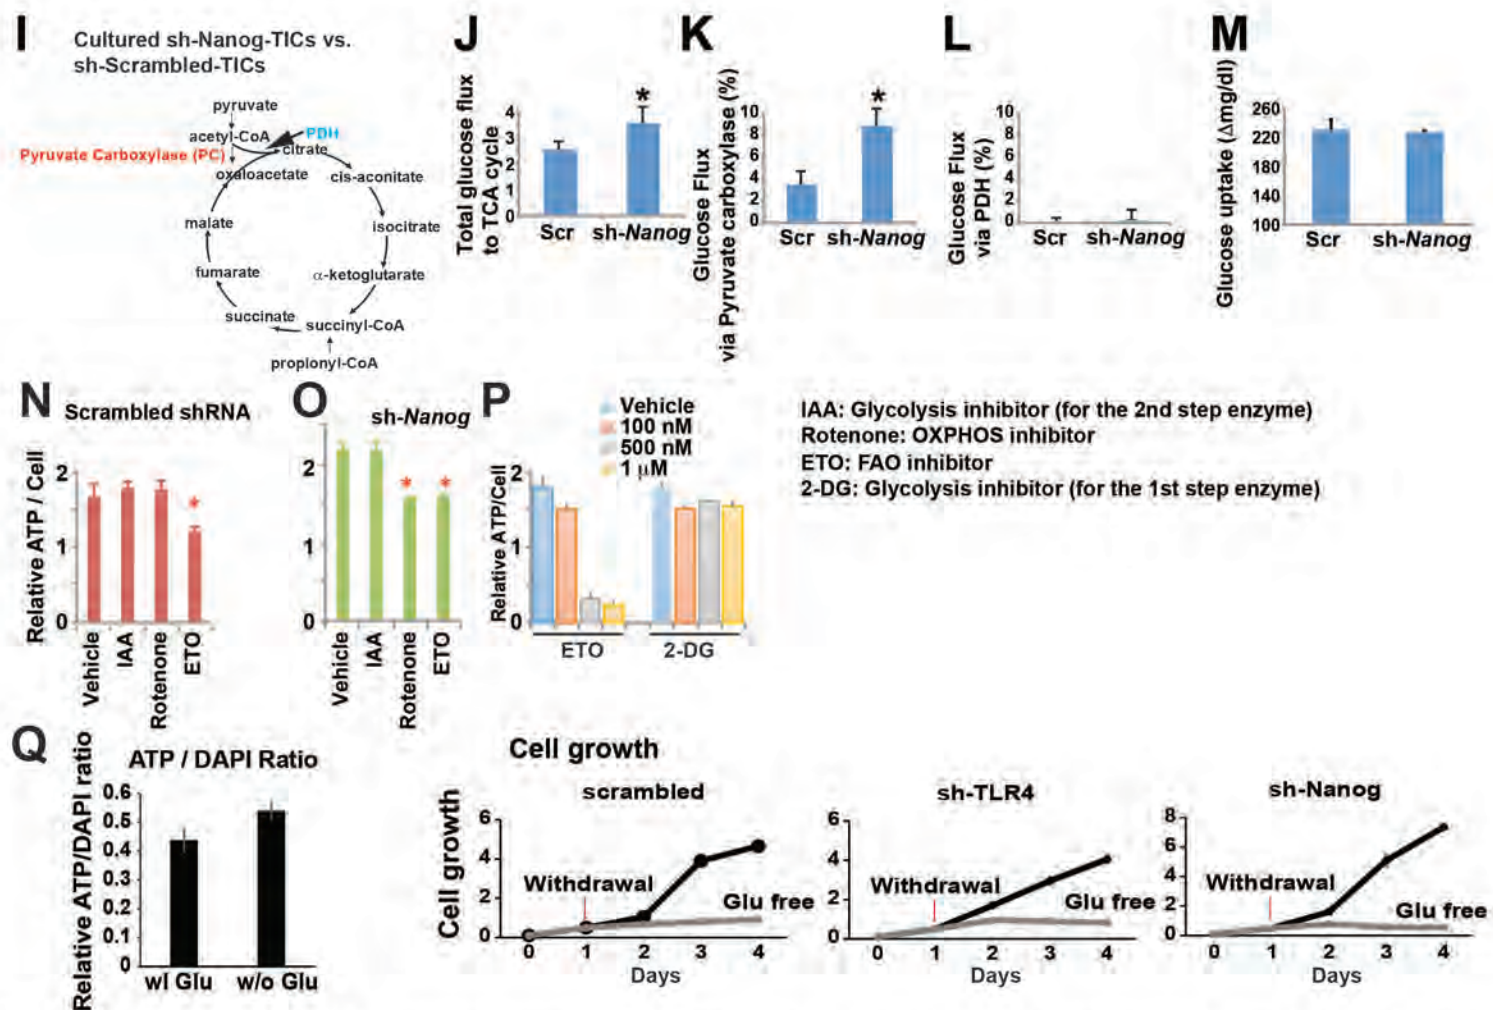 I
Cultured sh-Nanog-TICs vs.
sh-Scrambled-TICs
pyruvate
acetyl-CoA
PDH
citrate
Pyruvate Carboxylase (PC)
oxaloacetate
cis-aconitate
malate
isocitrate
fumarate
α-ketoglutarate
succinate
succinyl-CoA
proplonyl-CoA
J
Total glucose flux
to TCA cycle
4
3
2
1
0
*
Scr
sh-Nanog
K
Glucose Flux
via Pyruvate carboxylase (%)
10
8
6
4
2
0
*
Scr
sh-Nanog
L
Glucose Flux
via PDH (%)
10
8
6
4
2
0
Scr
sh-Nanog
M
Glucose uptake (Δmg/dl)
260
220
180
140
100
Scr
sh-Nanog
N
Scrambled shRNA
Relative ATP / Cell
2
1
0
*
Vehicle
IAA
Rotenone
ETO
O
sh-Nanog
2
1
0
*
*
Vehicle
IAA
Rotenone
ETO
P
Vehicle
100 nM
500 nM
1 μM
Relative ATP/Cell
2
1
0
ETO
2-DG
IAA: Glycolysis inhibitor (for the 2nd step enzyme)
Rotenone: OXPHOS inhibitor
ETO: FAO inhibitor
2-DG: Glycolysis inhibitor (for the 1st step enzyme)
Q
ATP / DAPI Ratio
Relative ATP/DAPI ratio
0.6
0.5
0.4
0.3
0.2
0.1
0
w/ Glu
w/o Glu
Cell growth
Cell growth
scrambled
6
4
2
0
Withdrawal
Glu free
0 1 2 3 4
Days
sh-TLR4
6
4
2
0
Withdrawal
Glu free
0 1 2 3 4
Days
sh-Nanog
8
6
4
2
0
Withdrawal
Glu free
0 1 2 3 4
Days